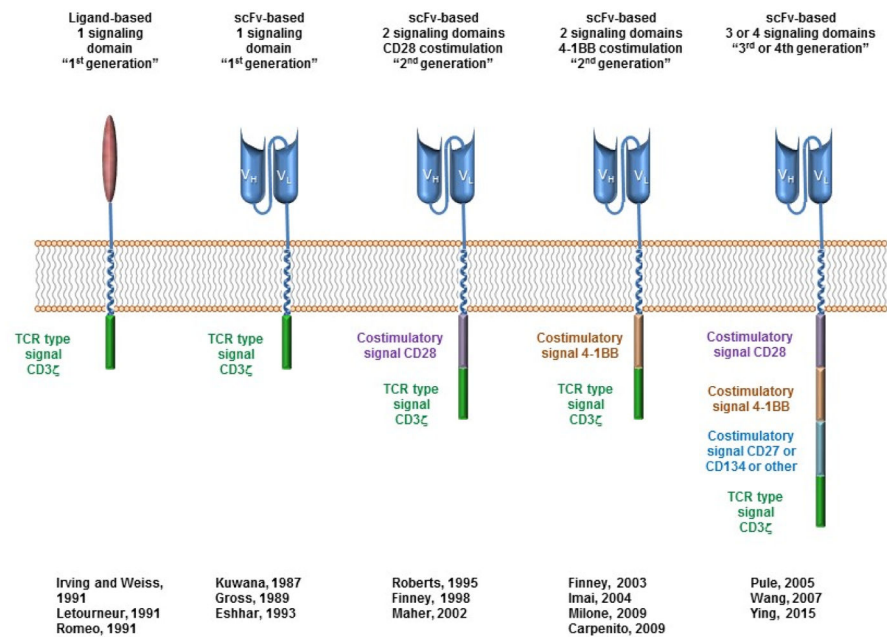 Ligand-based
1 signaling
domain
“1st generation”
scFv-based
1 signaling
domain
“1st generation”
scFv-based
2 signaling domains
CD28 costimulation
“2nd generation”
scFv-based
2 signaling domains
4-1BB costimulation
“2nd generation”
scFv-based
3 or 4 signaling domains
“3rd or 4th generation”
VH
VL
VH
VL
VH
VL
VH
VL
TCR type
signal
CD3ζ
TCR type
signal
CD3ζ
Costimulatory
signal CD28
TCR type
signal
CD3ζ
Costimulatory
signal 4-1BB
TCR type
signal
CD3ζ
Costimulatory
signal CD28
Costimulatory
signal 4-1BB
Costimulatory
signal CD27 or
CD134 or other
TCR type
signal
CD3ζ
Irving and Weiss,
1991
Letourneur, 1991
Romeo, 1991
Kuwana, 1987
Gross, 1989
Eshhar, 1993
Roberts, 1995
Finney, 1998
Maher, 2002
Finney, 2003
Imai, 2004
Milone, 2009
Carpenito, 2009
Pule, 2005
Wang, 2007
Ying, 2015